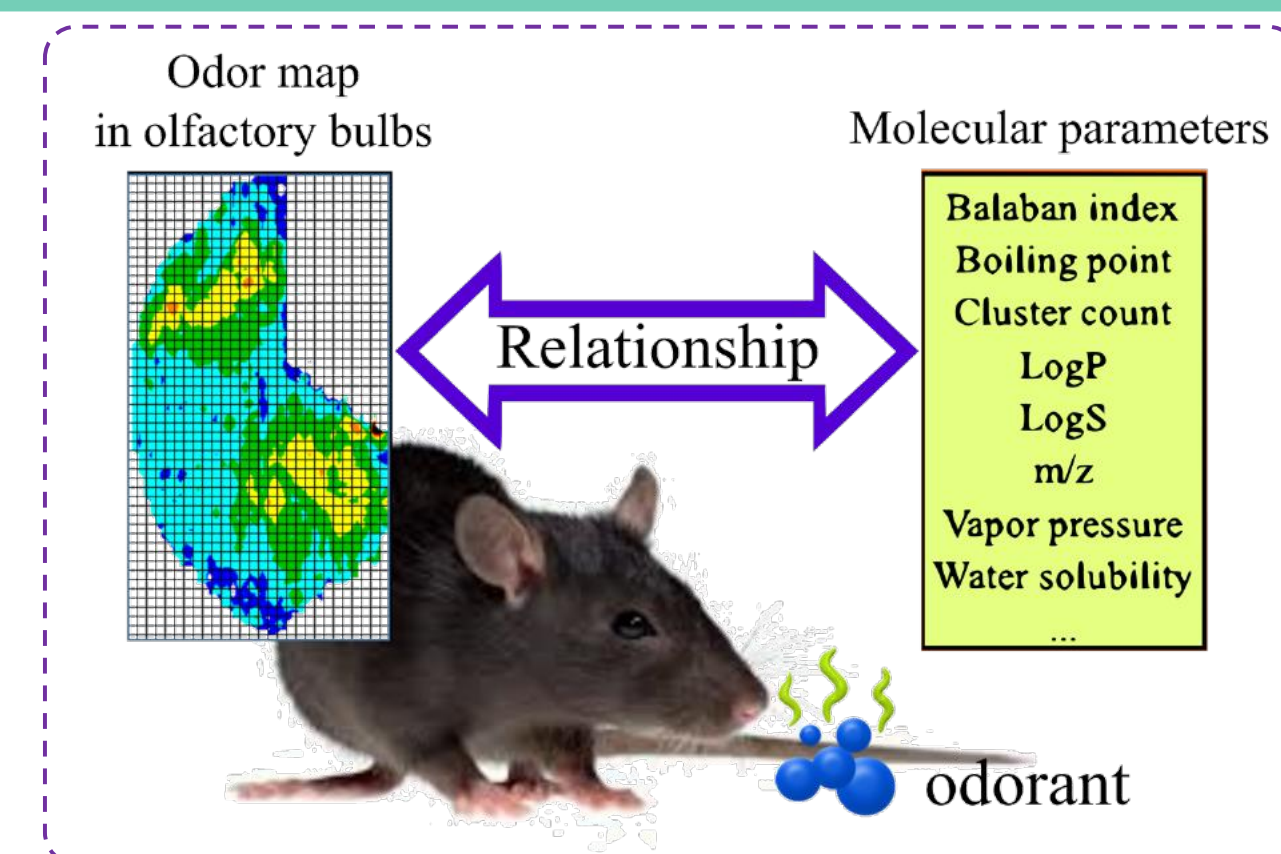 Odor map
in olfactory bulbs
Molecular parameters
Balaban index
Boiling point
Cluster count
LogP
LogS
m/z
Vapor pressure
Water solubility
...
Relationship
odorant